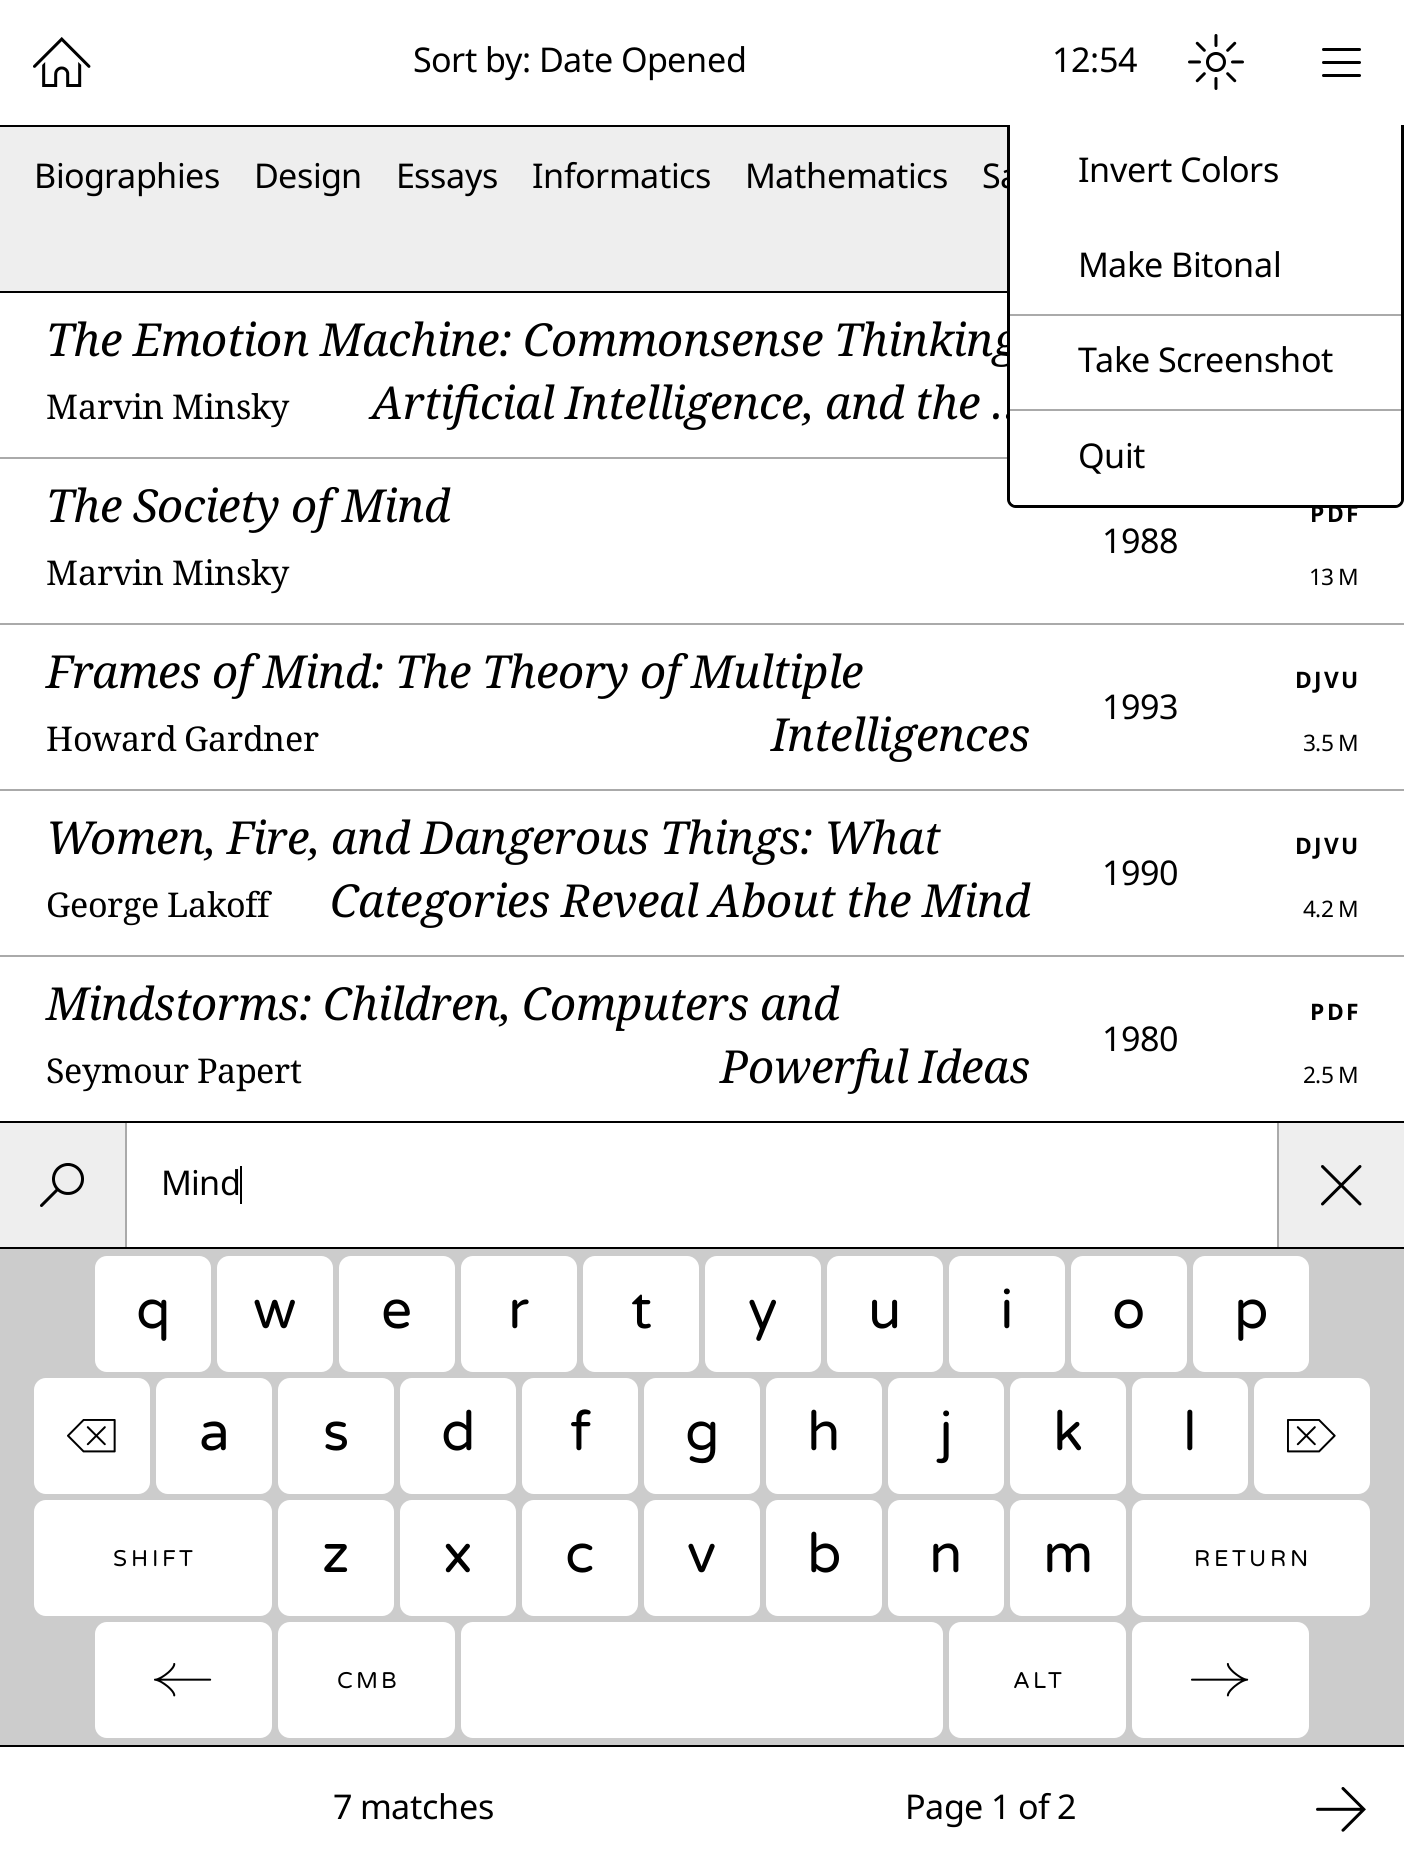 Sort by: Date Opened 12:54
Biographies Design Essays Informatics Mathematics
Invert Colors
Make Bitonal
Take Screenshot
Quit
The Emotion Machine: Commonsense Thinking
Marvin Minsky Artificial Intelligence, and the ..
The Society of Mind
Marvin Minsky
1988
PDF
13 M
Frames of Mind: The Theory of Multiple
Howard Gardner Intelligences
1993
DJVU
3.5 M
Women, Fire, and Dangerous Things: What
George Lakoff Categories Reveal About the Mind
1990
DJVU
4.2 M
Mindstorms: Children, Computers and
Seymour Papert Powerful Ideas
1980
PDF
2.5 M
Mind
q w e r t y u i o p
a s d f g h j k l
SHIFT z x c v b n m RETURN
CMB ALT
7 matches Page 1 of 2